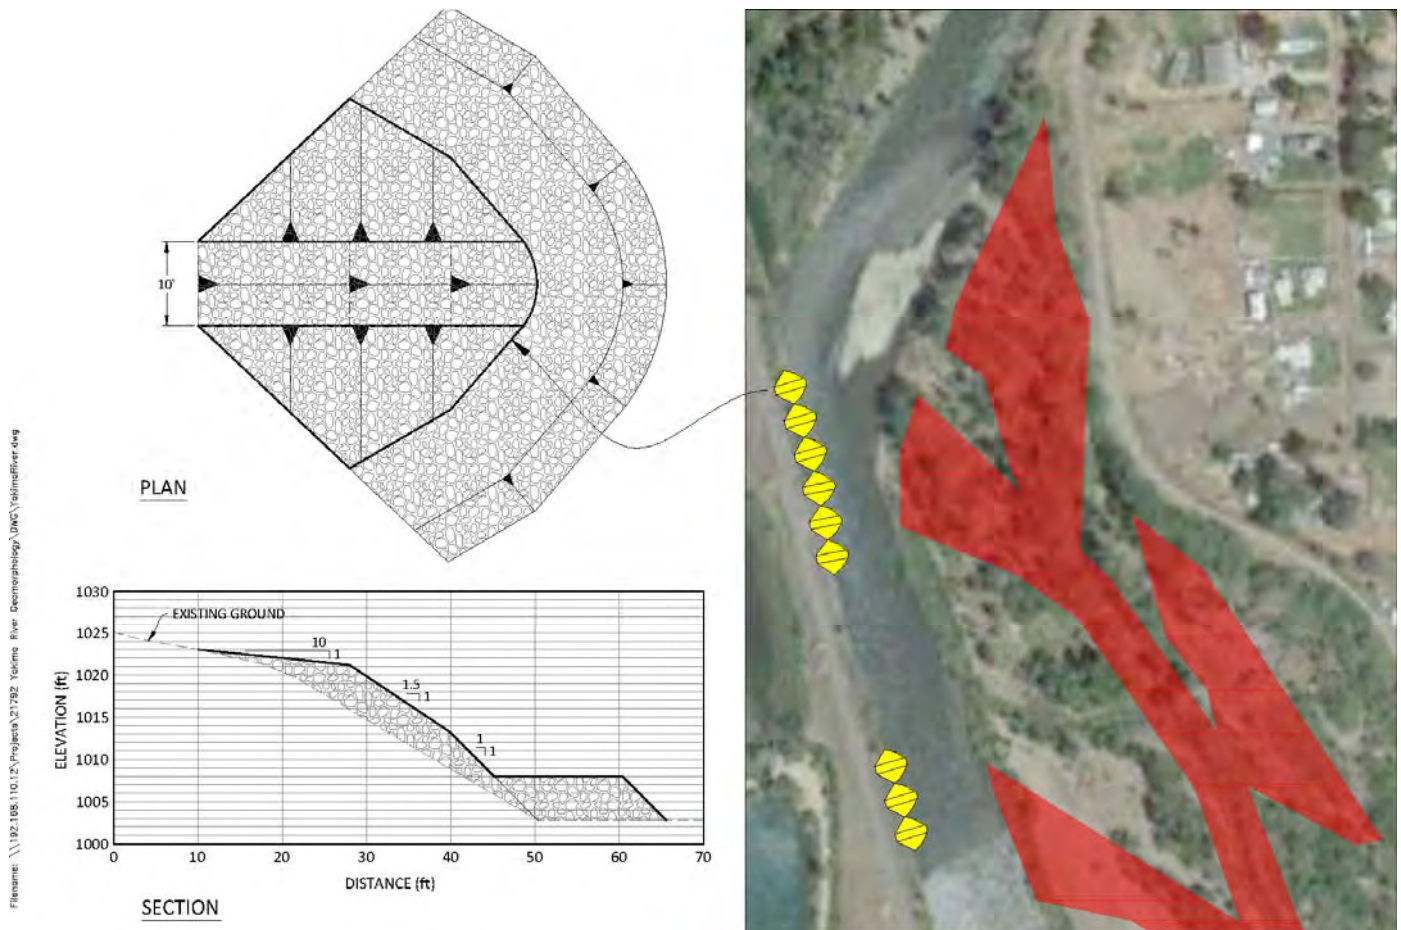 10'
PLAN
Filename: \\192.168.110.12\Projects\21792 Yakima River Geomorphology\DWG\YakimaRiver.dwg
1030
1025
1020
1015
1010
1005
1000
ELEVATION (ft)
EXISTING GROUND
10
1
1.5
1
1
1
0 10 20 30 40 50 60 70
DISTANCE (ft)
SECTION